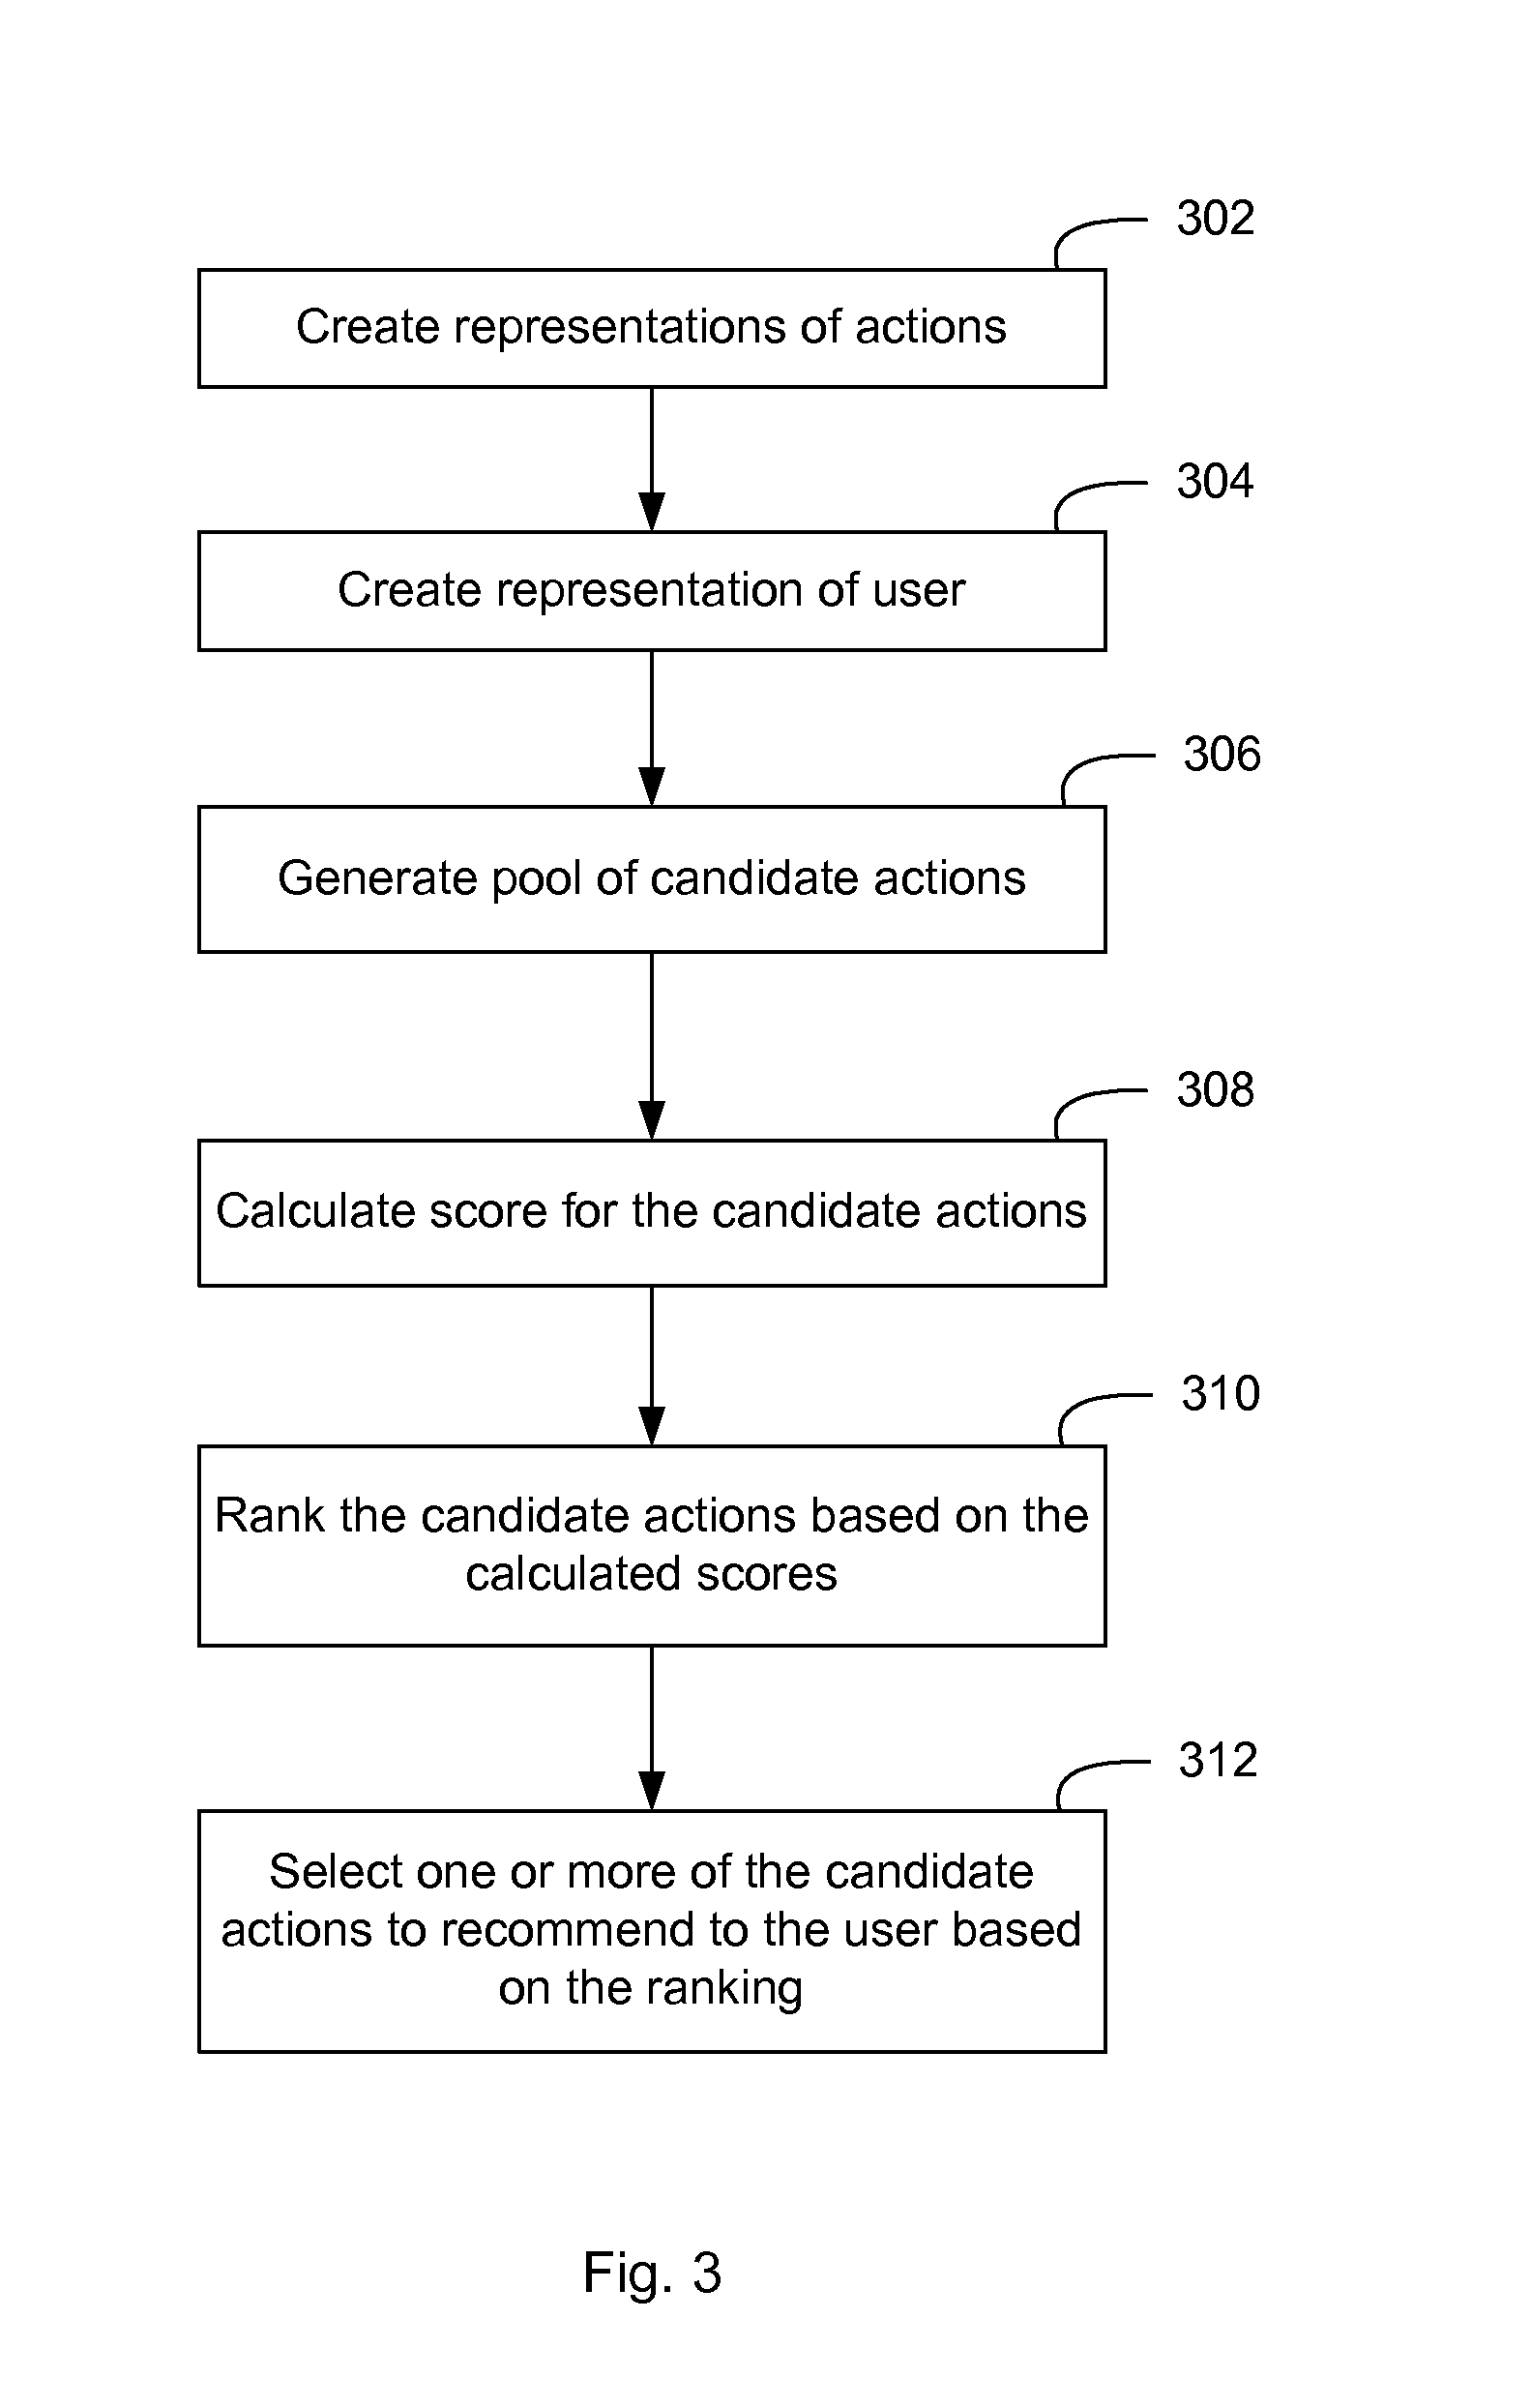 302
Create representations of actions
304
Create representation of user
306
Generate pool of candidate actions
308
Calculate score for the candidate actions
310
Rank the candidate actions based on the
calculated scores
312
Select one or more of the candidate
actions to recommend to the user based
on the ranking
Fig. 3